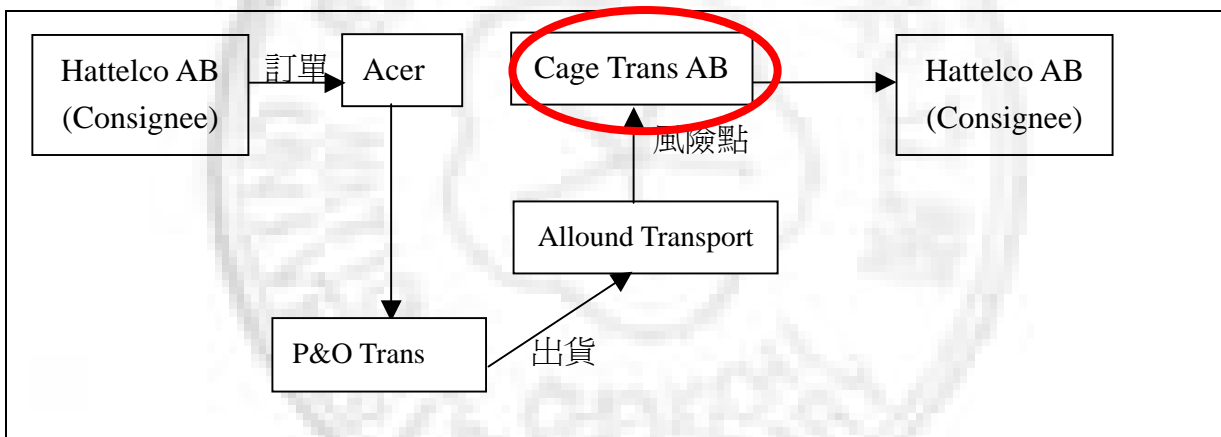 Hattelco AB
(Consignee)
訂單
Acer
Cage Trans AB
Hattelco AB
(Consignee)
風險點
Allound Transport
P&O Trans
出貨